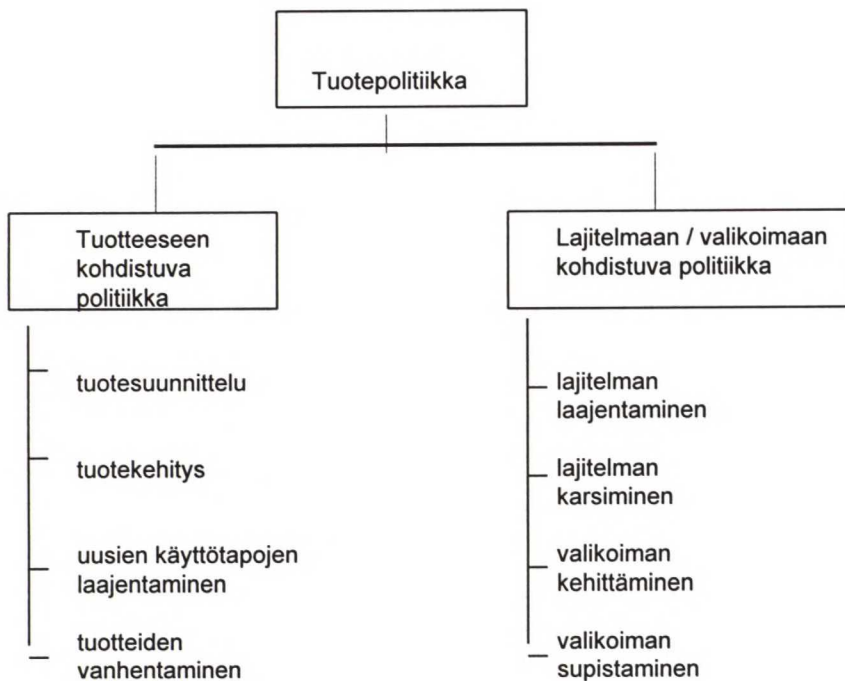 Tuotepolitiikka
Tuotteeseen
kohdistuva
politiikka
tuotesuunnittelu
tuotekehitys
uusien käyttötapojen
laajentaminen
tuotteiden
vanhentaminen
Lajitelmaan / valikoimaan
kohdistuva politiikka
lajitelman
laajentaminen
lajitelman
karsiminen
valikoiman
kehittäminen
valikoiman
supistaminen